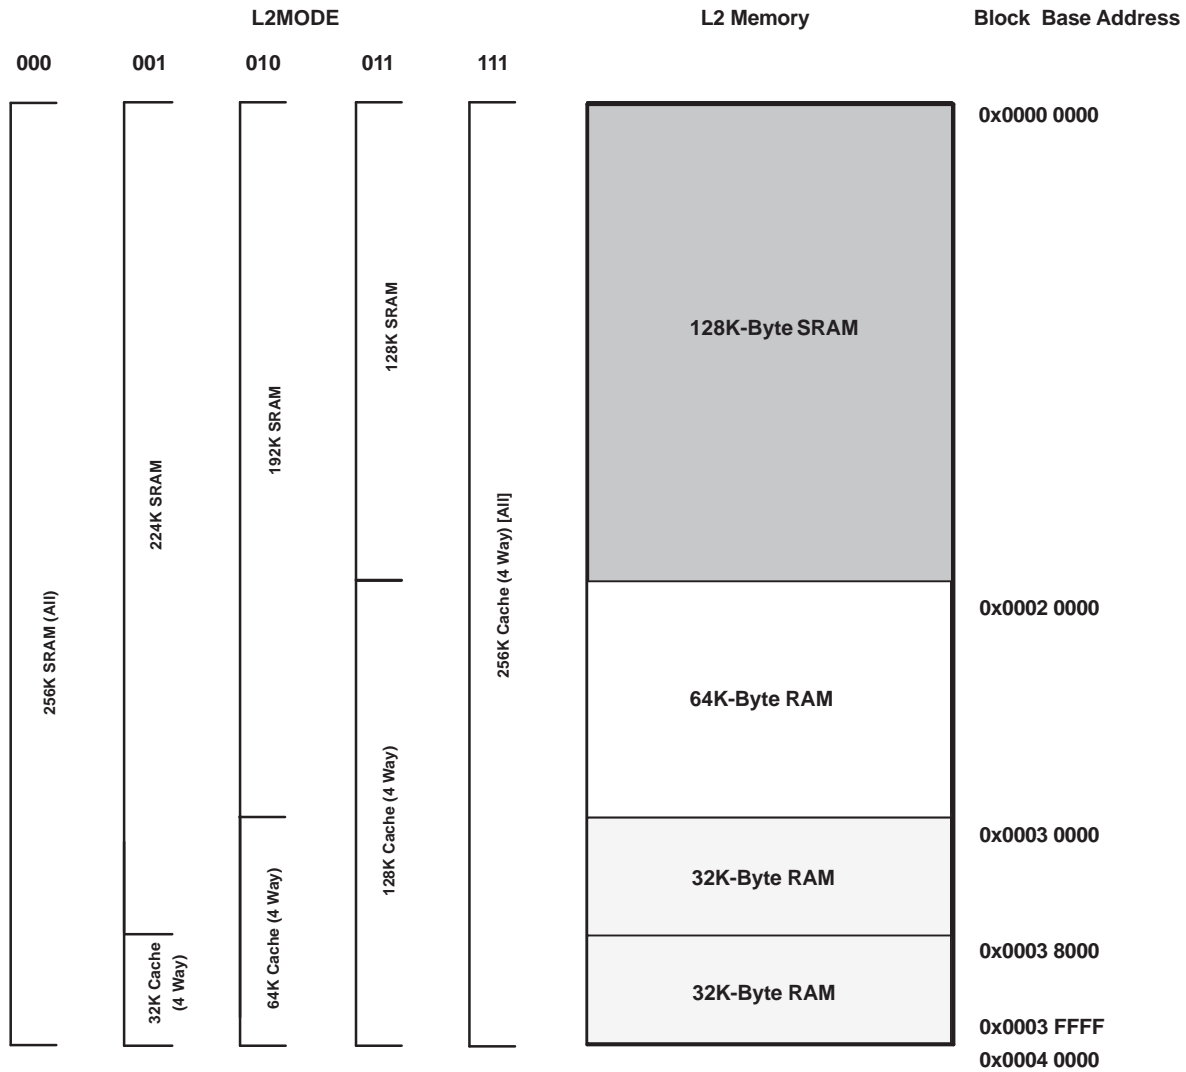 L2MODE
L2 Memory
Block Base Address
000
001
010
011
111
256K SRAM (All)
224K SRAM
32K Cache
(4 Way)
192K SRAM
64K Cache (4 Way)
128K SRAM
128K Cache (4 Way)
256K Cache (4 Way) [All]
128K-Byte SRAM
64K-Byte RAM
32K-Byte RAM
32K-Byte RAM
0x0000 0000
0x0002 0000
0x0003 0000
0x0003 8000
0x0003 FFFF
0x0004 0000